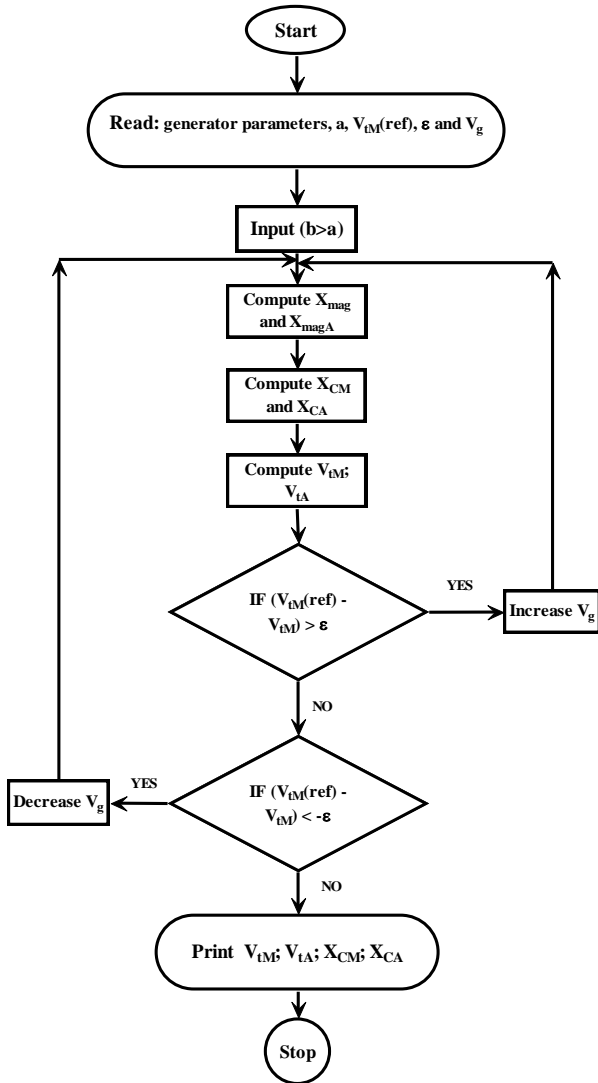 Start
Read: generator parameters, a, VtM(ref), ε and Vg
Input (b>a)
Compute Xmag
and XmagA
Compute XCM
and XCA
Compute VtM;
VtA
IF (VtM(ref) -
VtM) > ε
YES
Increase Vg
NO
IF (VtM(ref) -
VtM) < -ε
YES
Decrease Vg
NO
Print VtM; VtA; XCM; XCA
Stop